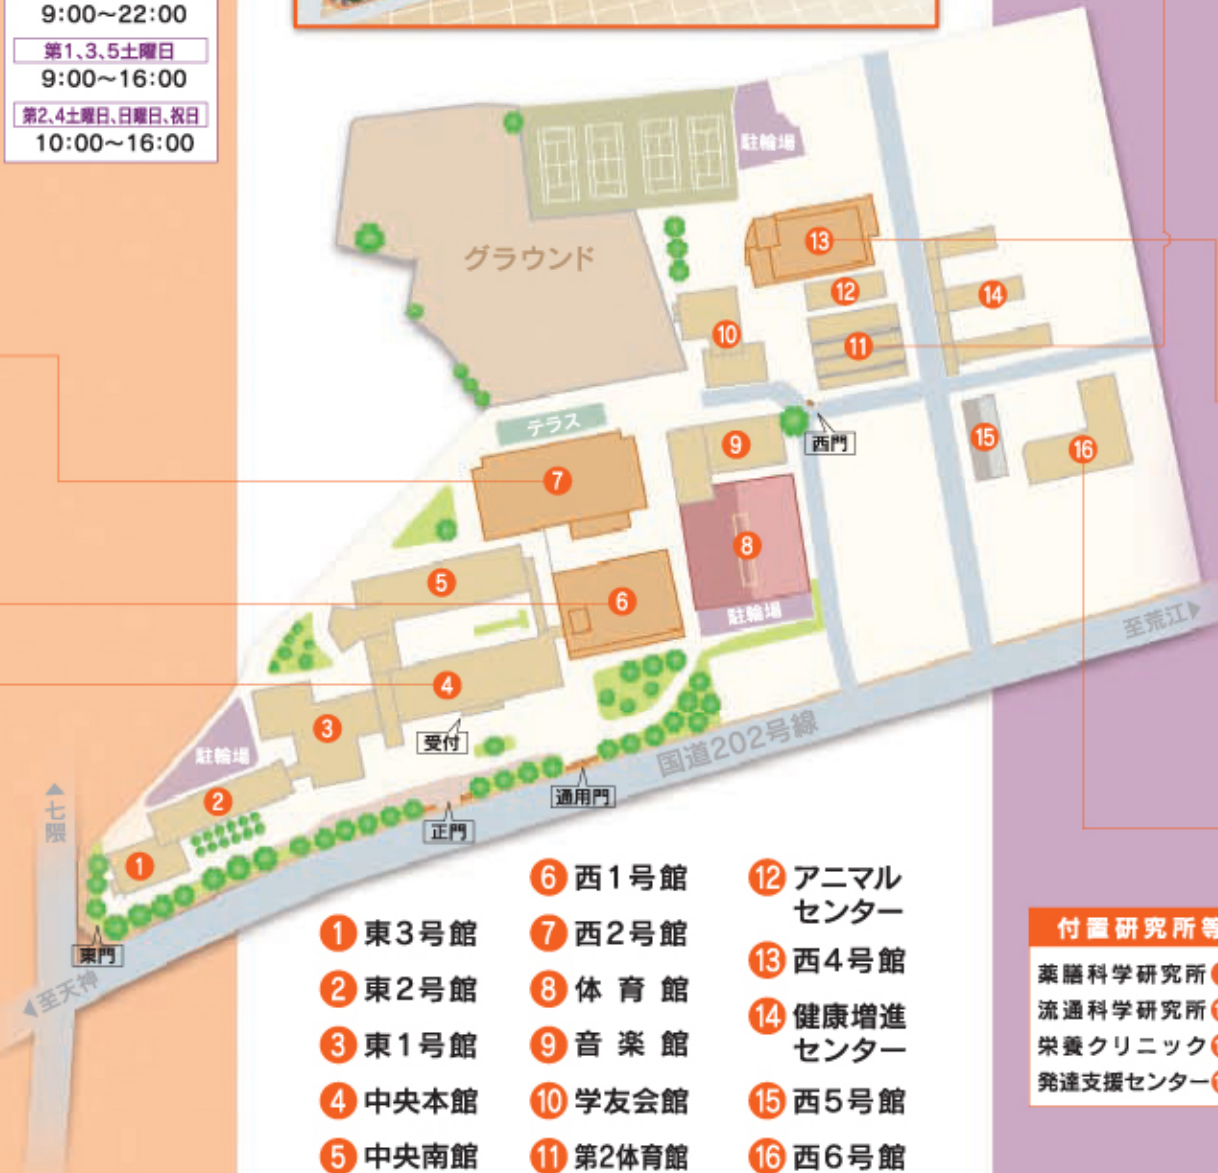 9:00〜22:00
第1、3、5土曜日
9:00〜16:00
第2、4土曜日、日曜日、祝日
10:00〜16:00
駐輪場
グラウンド
13
12
14
10
11
テラス
西門
9
15
16
7
8
5
6
駐輪場
至荒江▶
4
3
受付
国道202号線
駐輪場
2
通用門
▲七隈
正門
1
東門
◀至天神
1 東3号館
2 東2号館
3 東1号館
4 中央本館
5 中央南館
6 西1号館
7 西2号館
8 体育館
9 音楽館
10 学友会館
11 第2体育館
12 アニマル
センター
13 西4号館
14 健康増進
センター
15 西5号館
16 西6号館
付置研究所等
薬膳科学研究所
流通科学研究所
栄養クリニック
発達支援センター